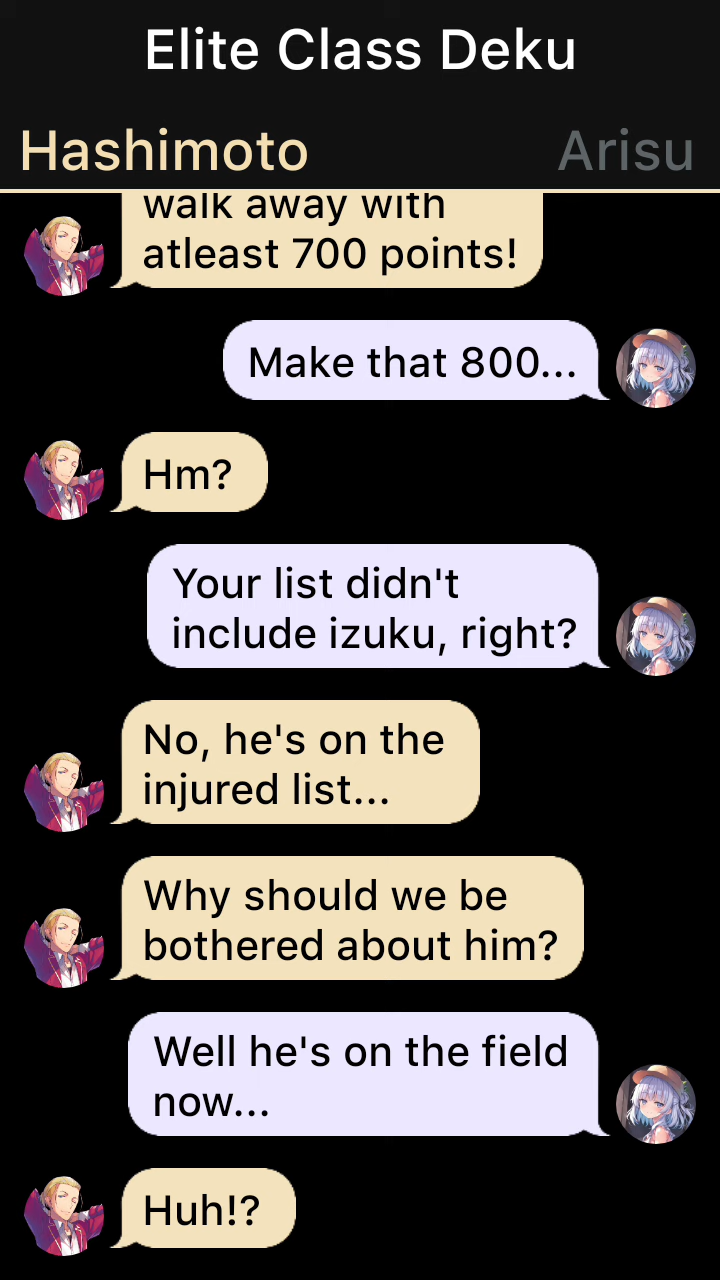 Elite Class Deku
Hashimoto
Arisu
walk away with
atleast 700 points!
Make that 800...
Hm?
Your list didn't
include izuku, right?
No, he's on the
injured list...
Why should we be
bothered about him?
Well he's on the field
now...
Huh!?